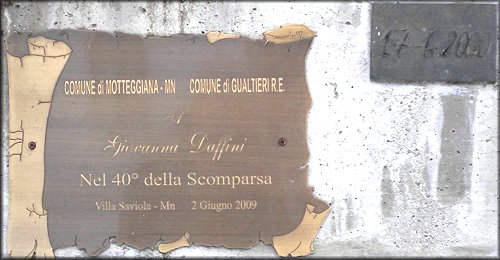 COMUNE di MOTTEGGIANA - MN COMUNE di GUALTIERI R.E.
A
Giovanna Daffini
Nel 40° della Scomparsa
Villa Saviola - Mn 2 Giugno 2009